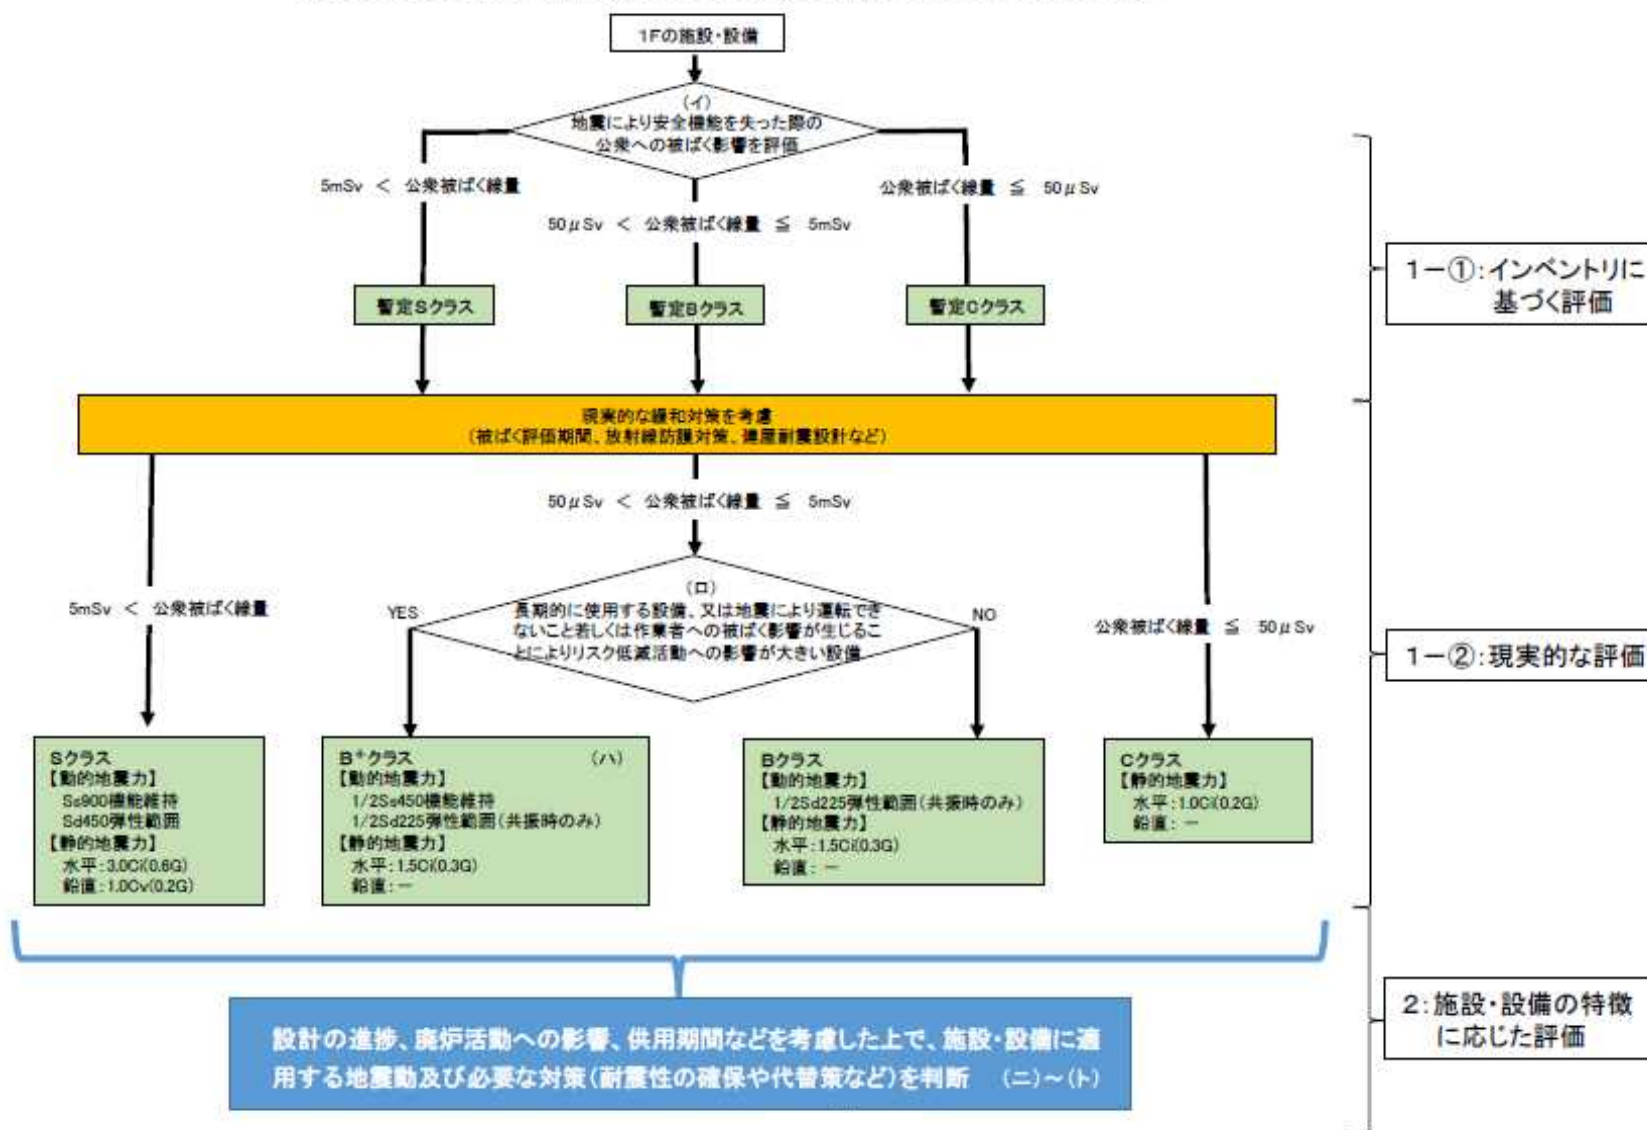 1Fの施設・設備
(イ)
地震により安全機能を失った際の
公衆への被ばく影響を評価
5mSv ＜ 公衆被ばく線量
50μSv ＜ 公衆被ばく線量 ≦ 5mSv
公衆被ばく線量 ≦ 50μSv
暫定Sクラス
暫定Bクラス
暫定Cクラス
1ー①：インベントリに
基づく評価
現実的な緩和対策を考慮
(被ばく評価期間、放射線防護対策、建屋耐震設計など)
50μSv ＜ 公衆被ばく線量 ≦ 5mSv
5mSv ＜ 公衆被ばく線量
YES
(ロ)
長期的に使用する設備、又は地震により運転でき
ないこと若しくは作業者への被ばく影響が生じるこ
とによりリスク低減活動への影響が大きい設備
NO
公衆被ばく線量 ≦ 50μSv
1ー②：現実的な評価
Sクラス
【動的地震力】
Ss900機能維持
Sd450弾性範囲
【静的地震力】
水平：3.0Ci(0.6G)
鉛直：1.0Cv(0.2G)
B⁺クラス (ハ)
【動的地震力】
1/2Ss450機能維持
1/2Sd225弾性範囲(共振時のみ)
【静的地震力】
水平：1.5Ci(0.3G)
鉛直：ー
Bクラス
【動的地震力】
1/2Sd225弾性範囲(共振時のみ)
【静的地震力】
水平：1.5Ci(0.3G)
鉛直：ー
Cクラス
【静的地震力】
水平：1.0Ci(0.2G)
鉛直：ー
設計の進捗、廃炉活動への影響、供用期間などを考慮した上で、施設・設備に適
用する地震動及び必要な対策(耐震性の確保や代替策など)を判断 (ニ)～(ト)
2：施設・設備の特徴
に応じた評価